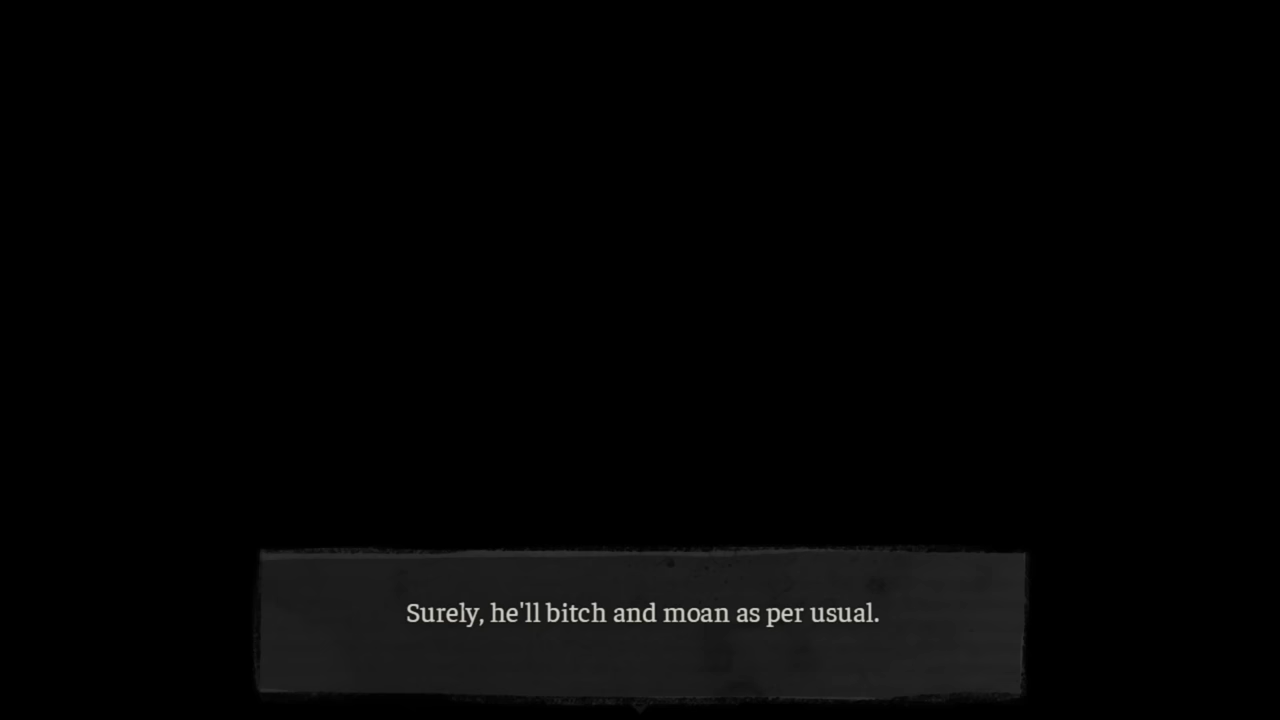 Surely, he'll bitch and moan as per usual.